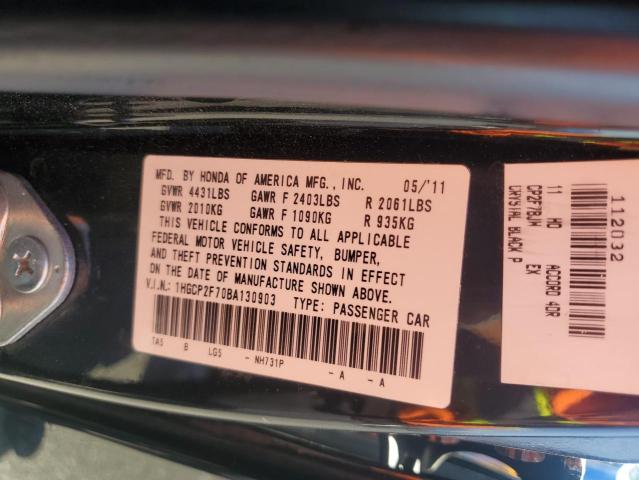 MFD. BY HONDA OF AMERICA MFG., INC. 05/'11
GVWR 4431LBS GAWR F 2403LBS R 2061LBS
GVWR 2010KG GAWR F 1090KG R 935KG
THIS VEHICLE CONFORMS TO ALL APPLICABLE
FEDERAL MOTOR VEHICLE SAFETY, BUMPER,
AND THEFT PREVENTION STANDARDS IN EFFECT
ON THE DATE OF MANUFACTURE SHOWN ABOVE.
V.I.N.: 1HGCP2F70BA130903 TYPE: PASSENGER CAR
TA5 B LG5 - NH731P - A - A
112032
11 HO ACCORD 4DR
CP2F7BJW EX
CRYSTAL BLACK P